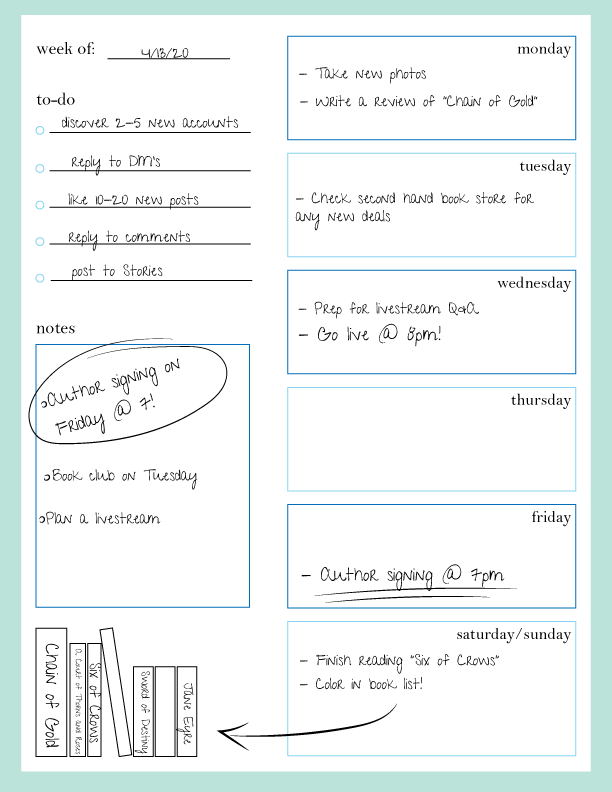 week of: 4/13/20
to-do
discover 2-5 new accounts
reply to DM's
like 10-20 new posts
reply to comments
post to Stories
notes
Author signing on
Friday @ 7!
Book club on Tuesday
Plan a livestream
Chain of Gold
A Court of Thorns and Roses
Six of Crows
Sword of Destiny
Jane Eyre
monday
- Take new photos
- Write a review of "Chain of Gold"
tuesday
- Check second hand book store for
any new deals
wednesday
- Prep for livestream Q&A
- Go live @ 8pm!
thursday
friday
- Author signing @ 7pm
saturday/sunday
- Finish reading "Six of Crows"
- Color in book list!